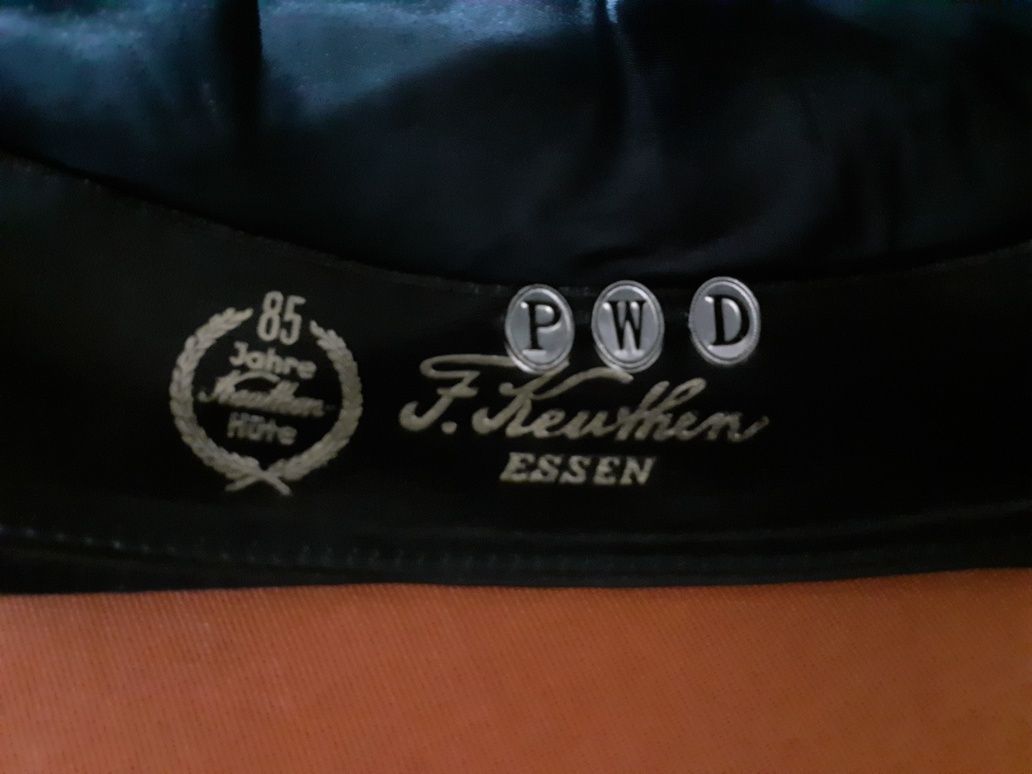 85
Jahre
Keuthen
Hüte
P W D
F. Keuthen
ESSEN